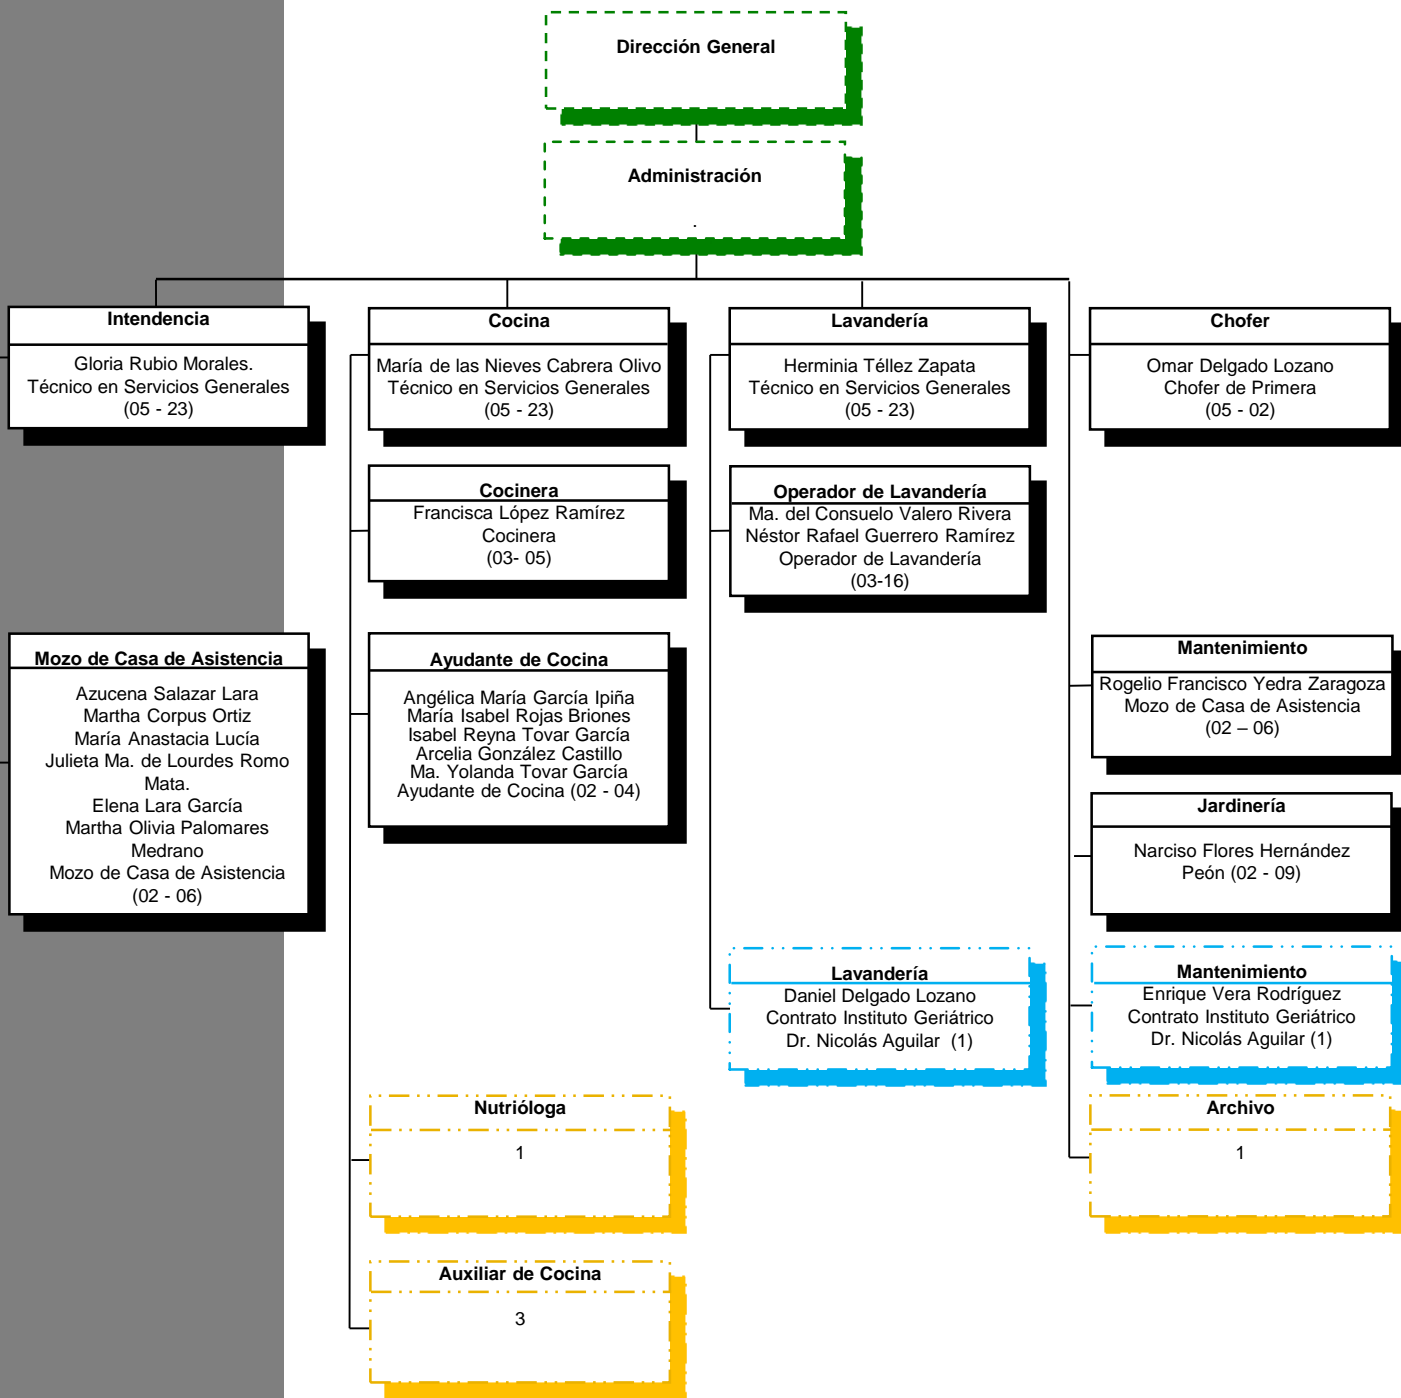 Dirección General
Administración
.
Intendencia
Gloria Rubio Morales.
Técnico en Servicios Generales
(05 - 23)
Cocina
María de las Nieves Cabrera Olivo
Técnico en Servicios Generales
(05 - 23)
Lavandería
Herminia Téllez Zapata
Técnico en Servicios Generales
(05 - 23)
Chofer
Omar Delgado Lozano
Chofer de Primera
(05 - 02)
Cocinera
Francisca López Ramírez
Cocinera
(03- 05)
Operador de Lavandería
Ma. del Consuelo Valero Rivera
Néstor Rafael Guerrero Ramírez
Operador de Lavandería
(03-16)
Mozo de Casa de Asistencia
Azucena Salazar Lara
Martha Corpus Ortiz
María Anastacia Lucía
Julieta Ma. de Lourdes Romo
Mata.
Elena Lara García
Martha Olivia Palomares
Medrano
Mozo de Casa de Asistencia
(02 - 06)
Ayudante de Cocina
Angélica María García Ipiña
María Isabel Rojas Briones
Isabel Reyna Tovar García
Arcelia González Castillo
Ma. Yolanda Tovar García
Ayudante de Cocina (02 - 04)
Mantenimiento
Rogelio Francisco Yedra Zaragoza
Mozo de Casa de Asistencia
(02 – 06)
Jardinería
Narciso Flores Hernández
Peón (02 - 09)
Lavandería
Daniel Delgado Lozano
Contrato Instituto Geriátrico
Dr. Nicolás Aguilar  (1)
Mantenimiento
Enrique Vera Rodríguez
Contrato Instituto Geriátrico
Dr. Nicolás Aguilar (1)
Nutrióloga
1
Archivo
1
Auxiliar de Cocina
3